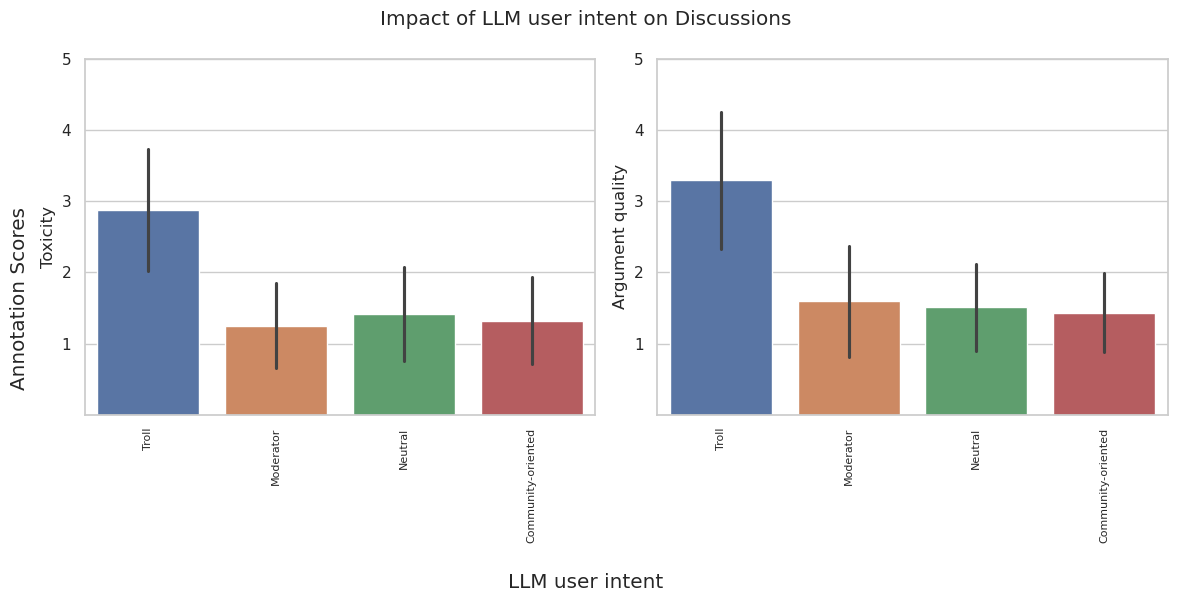 Impact of LLM user intent on Discussions
Annotation Scores
Toxicity
5
4
3
2
1
Troll
Moderator
Neutral
Community-oriented
Argument quality
5
4
3
2
1
Troll
Moderator
Neutral
Community-oriented
LLM user intent